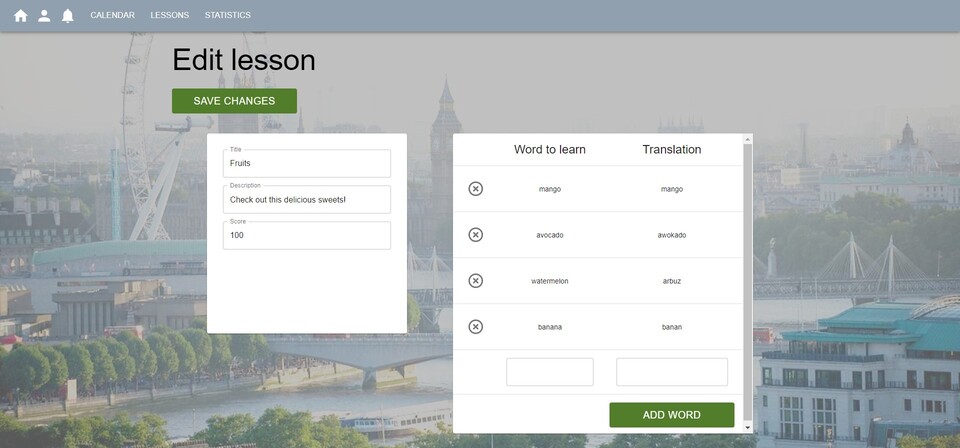 CALENDAR LESSONS STATISTICS
Edit lesson
SAVE CHANGES
Title
Fruits
Description
Check out this delicious sweets!
Score
100
Word to learn Translation
mango mango
avocado awokado
watermelon arbuz
banana banan
ADD WORD